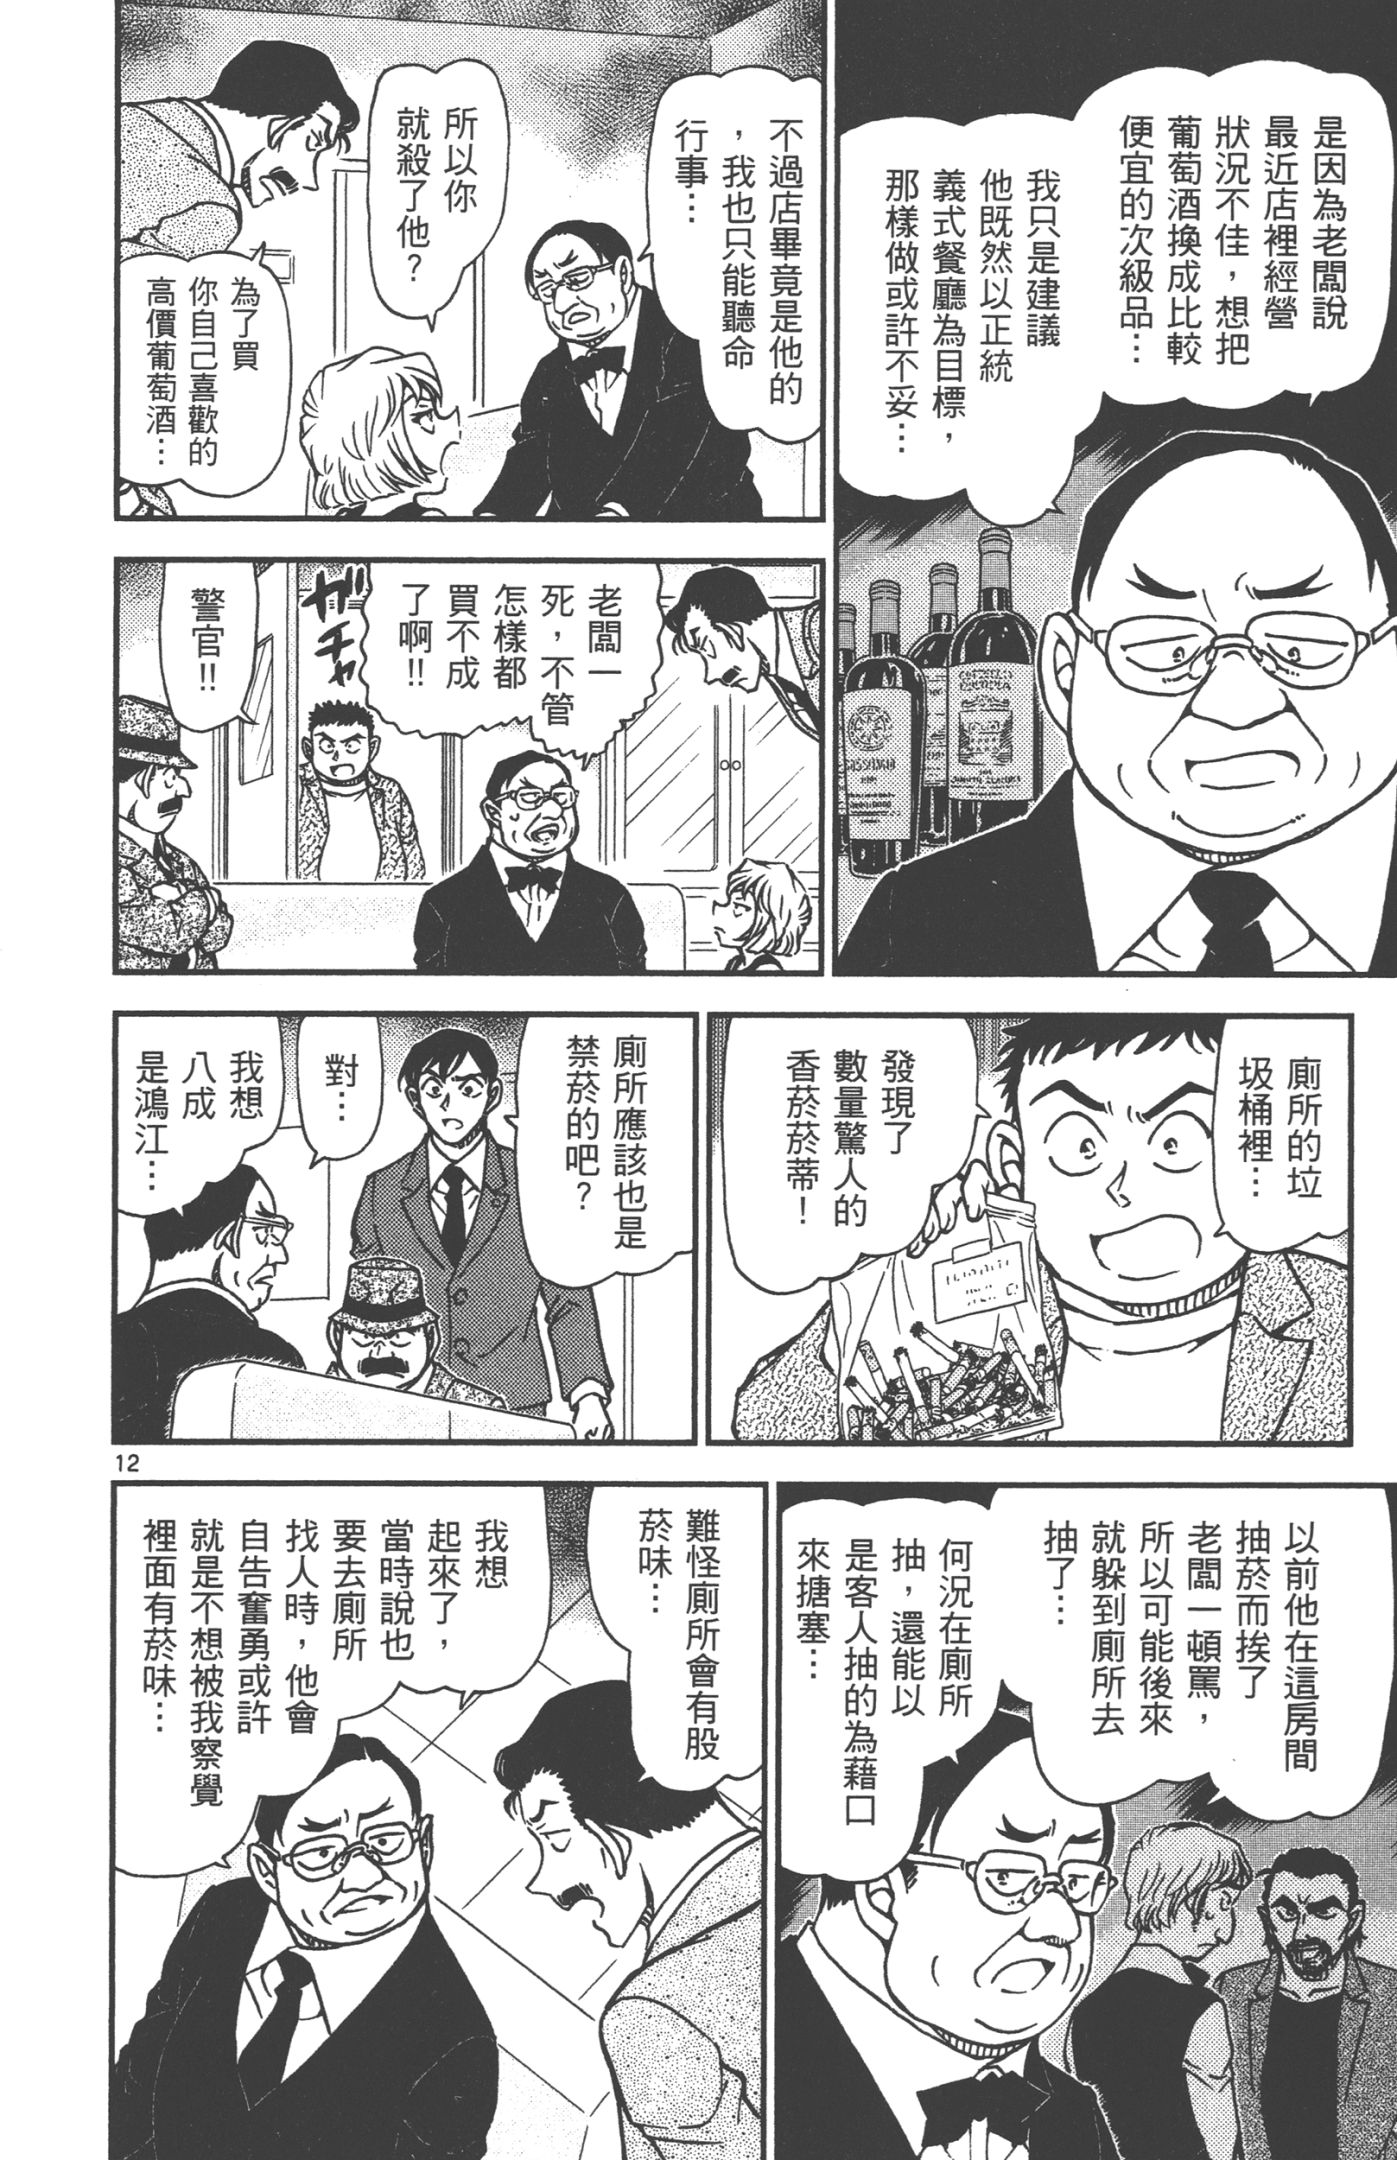 是因為老闆說
最近店裡經營
狀況不佳，想把
葡萄酒換成比較
便宜的次級品…
我只是建議
他既然以正統
義式餐廳為目標，
那樣做或許不妥…
不過店畢竟是他的
，我也只能聽命
行事…
所以你
就殺了他？
為了買
你自己喜歡的
高價葡萄酒…
老闆一
死，不管
怎樣都
買不成
了啊!!
ガチャ
警官!!
廁所的垃
圾桶裡…
發現了
數量驚人的
香菸菸蒂！
廁所應該也是
禁菸的吧？
對…
我想
八成
是鴻江…
12
以前他在這房間
抽菸而挨了
老闆一頓罵，
所以可能後來
就躲到廁所去
抽了…
何況在廁所
抽，還能以
是客人抽的為藉口
來搪塞…
難怪廁所會有股
菸味…
我想
起來了，
當時說也
要去廁所
找人時，他會
自告奮勇或許
就是不想被我察覺
裡面有菸味…